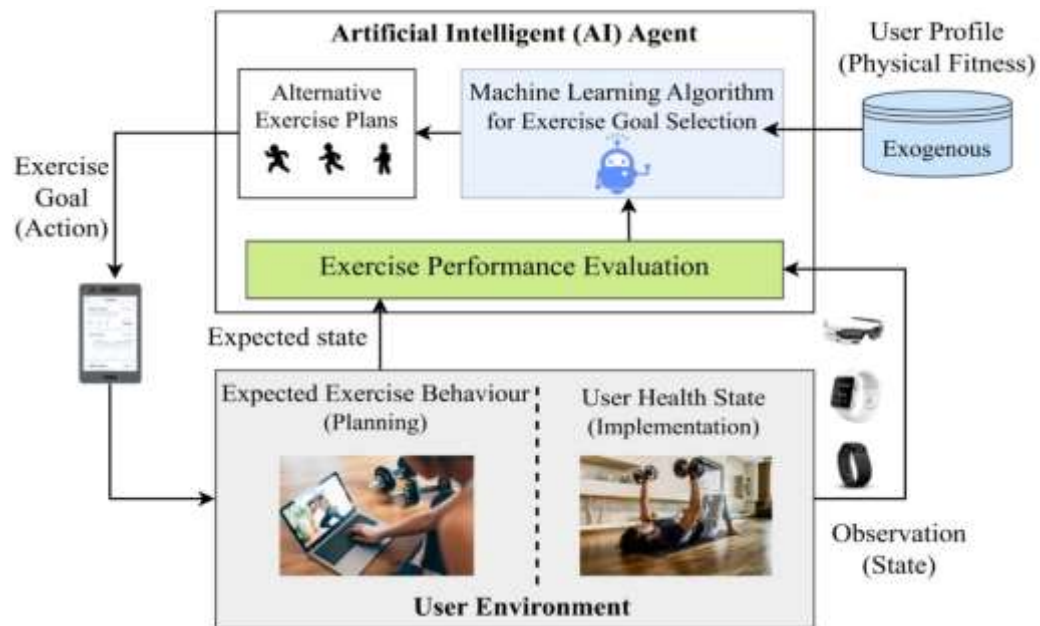 Artificial Intelligent (AI) Agent
User Profile
(Physical Fitness)
Alternative
Exercise Plans
Machine Learning Algorithm
for Exercise Goal Selection
Exogenous
Exercise
Goal
(Action)
Exercise Performance Evaluation
Expected state
Expected Exercise Behaviour
(Planning)
User Health State
(Implementation)
Observation
(State)
User Environment